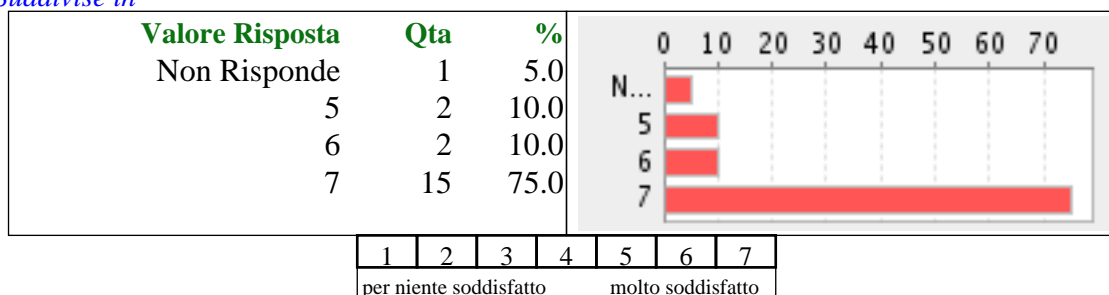 Suddivise in
Valore Risposta Qta %
Non Risponde 1 5.0
5 2 10.0
6 2 10.0
7 15 75.0
0 10 20 30 40 50 60 70
N...
5
6
7
1 2 3 4 5 6 7
per niente soddisfatto molto soddisfatto